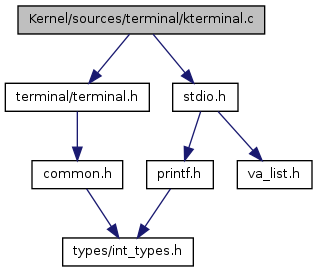 Kernel/sources/terminal/kterminal.c
terminal/terminal.h
stdio.h
common.h
printf.h
va_list.h
types/int_types.h